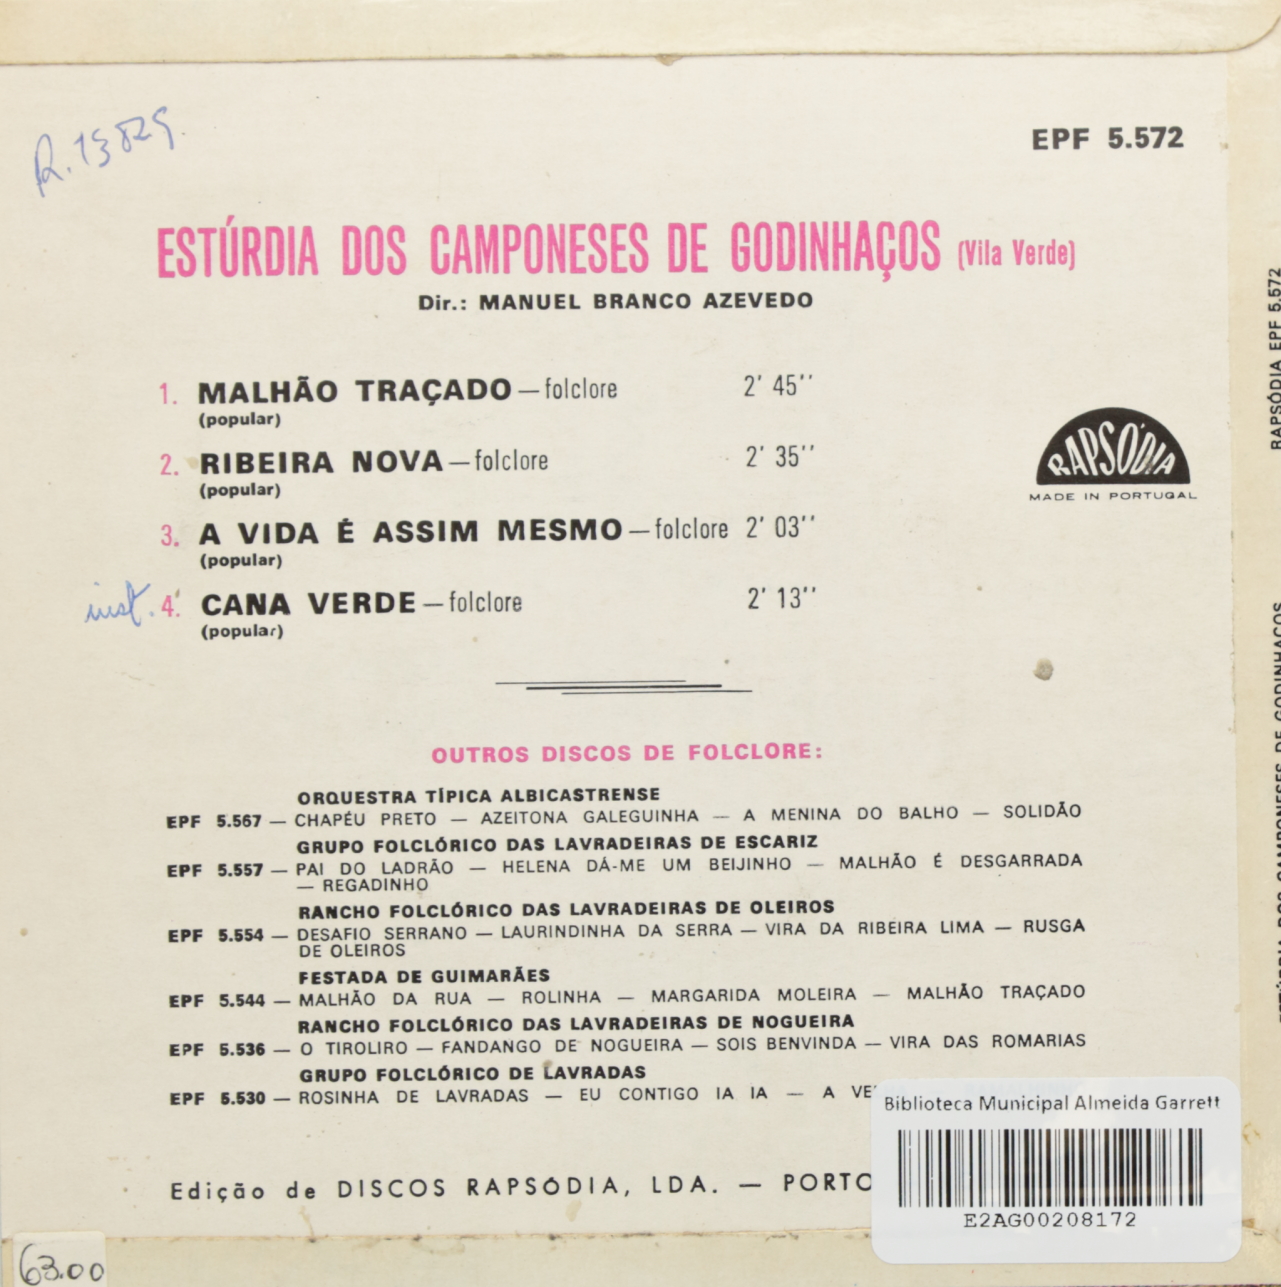 R.13829.
EPF 5.572
ESTÚRDIA DOS CAMPONESES DE GODINHAÇOS (Vila Verde)
Dir.: MANUEL BRANCO AZEVEDO
1. MALHÃO TRAÇADO — folclore 2' 45''
(popular)
2. RIBEIRA NOVA — folclore 2' 35''
(popular)
3. A VIDA É ASSIM MESMO — folclore 2' 03''
(popular)
inst. 4. CANA VERDE — folclore 2' 13''
(popular)
RAPSÓDIA
MADE IN PORTUGAL
OUTROS DISCOS DE FOLCLORE:
ORQUESTRA TÍPICA ALBICASTRENSE
EPF 5.567 — CHAPÉU PRETO — AZEITONA GALEGUINHA — A MENINA DO BALHO — SOLIDÃO
GRUPO FOLCLÓRICO DAS LAVRADEIRAS DE ESCARIZ
EPF 5.557 — PAI DO LADRÃO — HELENA DÁ-ME UM BEIJINHO — MALHÃO É DESGARRADA
— REGADINHO
RANCHO FOLCLÓRICO DAS LAVRADEIRAS DE OLEIROS
EPF 5.554 — DESAFIO SERRANO — LAURINDINHA DA SERRA — VIRA DA RIBEIRA LIMA — RUSGA
DE OLEIROS
FESTADA DE GUIMARÃES
EPF 5.544 — MALHÃO DA RUA — ROLINHA — MARGARIDA MOLEIRA — MALHÃO TRAÇADO
RANCHO FOLCLÓRICO DAS LAVRADEIRAS DE NOGUEIRA
EPF 5.536 — O TIROLIRO — FANDANGO DE NOGUEIRA — SOIS BENVINDA — VIRA DAS ROMARIAS
GRUPO FOLCLÓRICO DE LAVRADAS
EPF 5.530 — ROSINHA DE LAVRADAS — EU CONTIGO IA IA — A
Edição de DISCOS RAPSÓDIA, LDA. — PORTO
Biblioteca Municipal Almeida Garrett
E2AG00208172
63.00
RAPSÓDIA EPF 5.572
CAMPONESES DE GODINHAÇOS